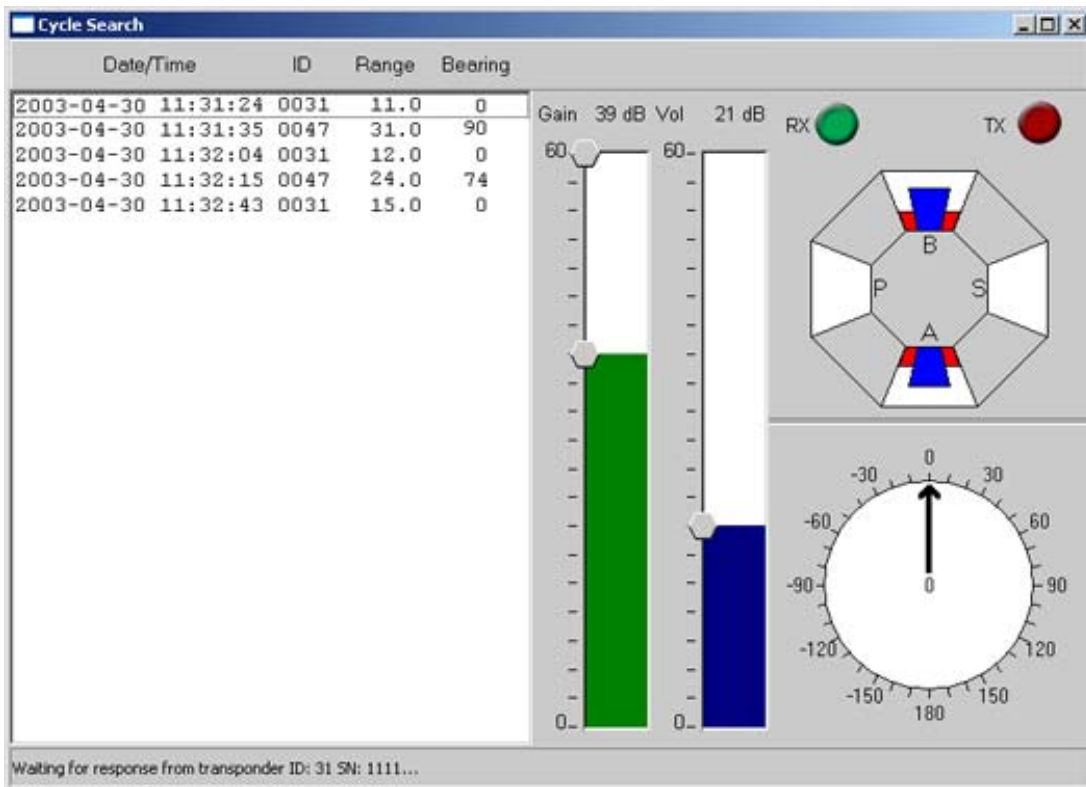 Cycle Search
Date/Time ID Range Bearing
2003-04-30 11:31:24 0031 11.0 0
2003-04-30 11:31:35 0047 31.0 90
2003-04-30 11:32:04 0031 12.0 0
2003-04-30 11:32:15 0047 24.0 74
2003-04-30 11:32:43 0031 15.0 0
Gain 39 dB Vol 21 dB
60 60
0 0
RX TX
B
P S
A
0
-30 30
-60 60
-90 0 90
-120 120
-150 150
180
Waiting for response from transponder ID: 31 SN: 1111...